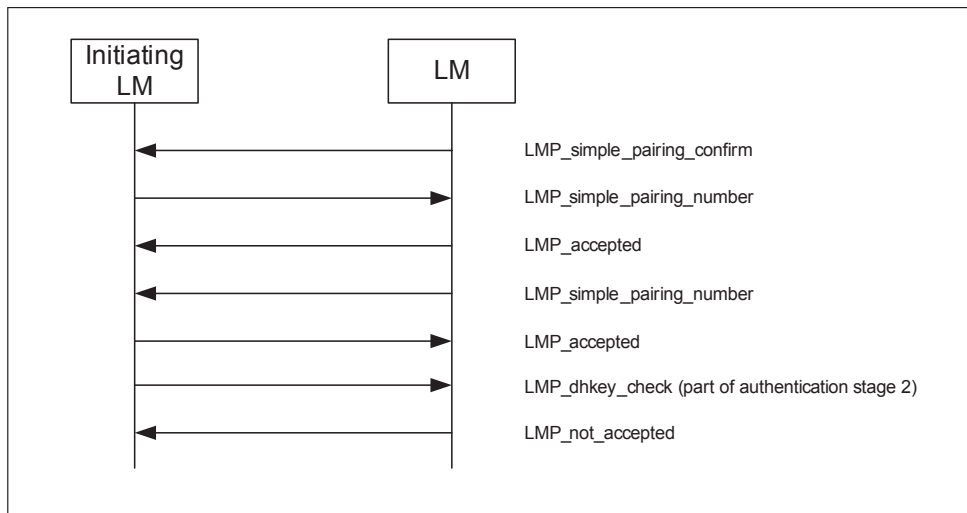 Initiating
LM
LM
LMP_simple_pairing_confirm
LMP_simple_pairing_number
LMP_accepted
LMP_simple_pairing_number
LMP_accepted
LMP_dhkey_check (part of authentication stage 2)
LMP_not_accepted